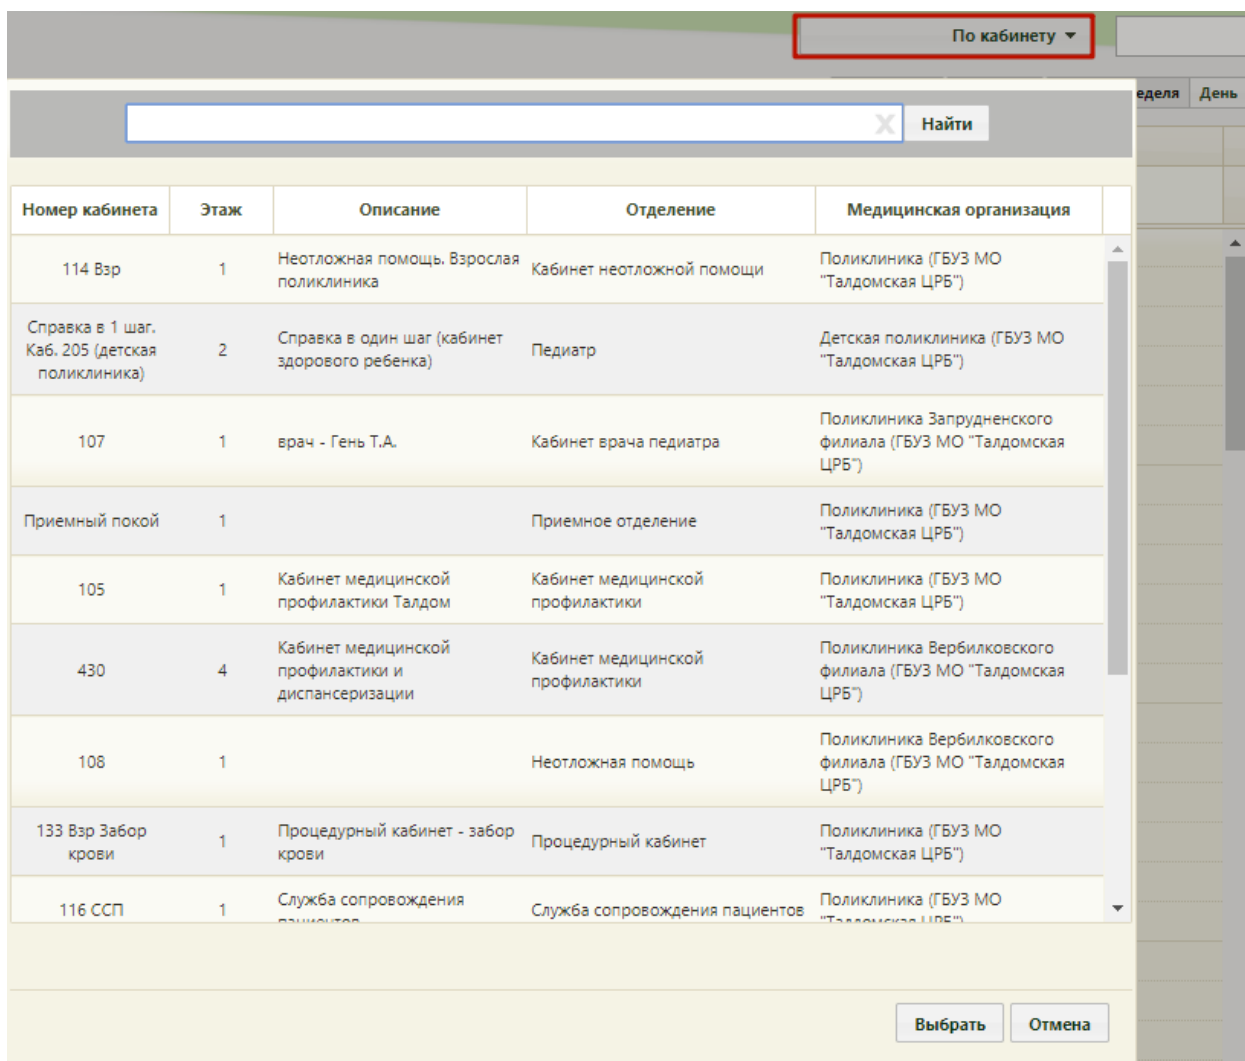 По кабинету
еделя День
Найти
Номер кабинета Этаж Описание Отделение Медицинская организация
114 Взр 1 Неотложная помощь. Взрослая Кабинет неотложной помощи Поликлиника (ГБУЗ МО
поликлиника "Талдомская ЦРБ")
Справка в 1 шаг.
Каб. 205 (детская 2 Справка в один шаг (кабинет Педиатр Детская поликлиника (ГБУЗ МО
поликлиника) здорового ребенка) "Талдомская ЦРБ")
Поликлиника Запрудненского
107 1 врач - Гень Т.А. Кабинет врача педиатра филиала (ГБУЗ МО "Талдомская
ЦРБ")
Приемный покой 1 Приемное отделение Поликлиника (ГБУЗ МО
"Талдомская ЦРБ")
105 1 Кабинет медицинской Кабинет медицинской Поликлиника (ГБУЗ МО
профилактики Талдом профилактики "Талдомская ЦРБ")
Кабинет медицинской Поликлиника Вербилковского
430 4 профилактики и Кабинет медицинской филиала (ГБУЗ МО "Талдомская
диспансеризации профилактики ЦРБ")
Поликлиника Вербилковского
108 1 Неотложная помощь филиала (ГБУЗ МО "Талдомская
ЦРБ")
133 Взр Забор 1 Процедурный кабинет - забор Процедурный кабинет Поликлиника (ГБУЗ МО
крови крови "Талдомская ЦРБ")
116 ССП 1 Служба сопровождения Служба сопровождения пациентов Поликлиника (ГБУЗ МО
пациентов "Талдомская ЦРБ")
Выбрать Отмена